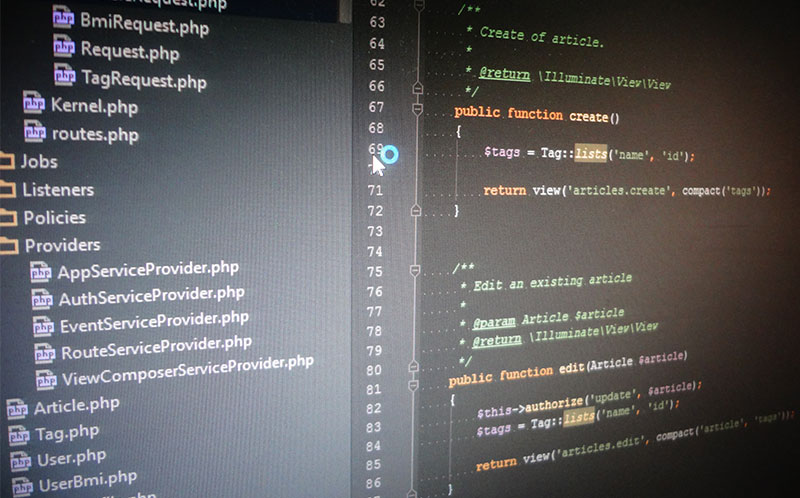 BmiRequest.php
Request.php
TagRequest.php
Kernel.php
routes.php
Jobs
Listeners
Policies
Providers
AppServiceProvider.php
AuthServiceProvider.php
EventServiceProvider.php
RouteServiceProvider.php
ViewComposerServiceProvider.php
Article.php
Tag.php
User.php
UserBmi.php
62 /**
63 * Create of article.
64 *
65 * @return \Illuminate\View\View
66 */
67 public function create()
68 {
69 $tags = Tag::lists('name', 'id');
71 return view('articles.create', compact('tags'));
72 }
73
74
75 /**
76 * Edit an existing article
77 *
78 * @param Article $article
79 * @return \Illuminate\View\View
80 */
81 public function edit(Article $article)
82 {
83 $this->authorize('update', $article);
84 $tags = Tag::lists('name', 'id');
85 return view('articles.edit', compact('article', 'tags'));
86 }